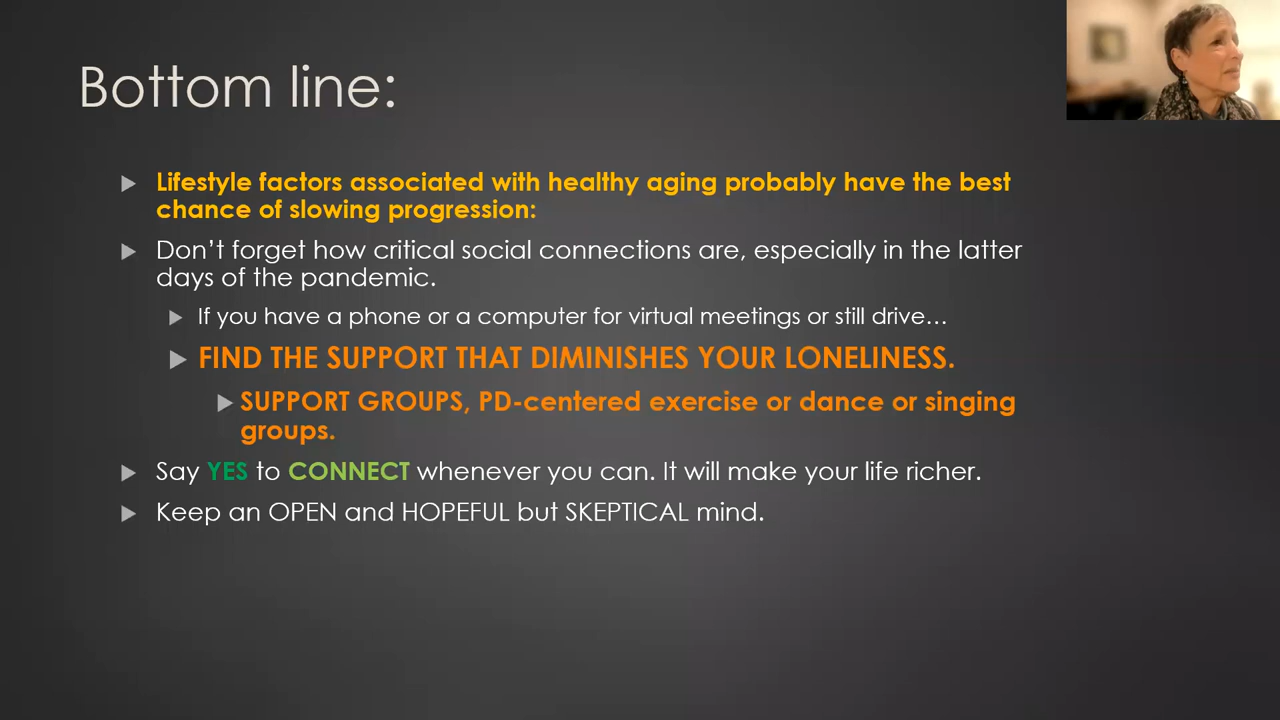 Bottom line:
Lifestyle factors associated with healthy aging probably have the best
chance of slowing progression:
Don't forget how critical social connections are, especially in the latter
days of the pandemic.
If you have a phone or a computer for virtual meetings or still drive…
FIND THE SUPPORT THAT DIMINISHES YOUR LONELINESS.
SUPPORT GROUPS, PD-centered exercise or dance or singing
groups.
Say YES to CONNECT whenever you can. It will make your life richer.
Keep an OPEN and HOPEFUL but SKEPTICAL mind.